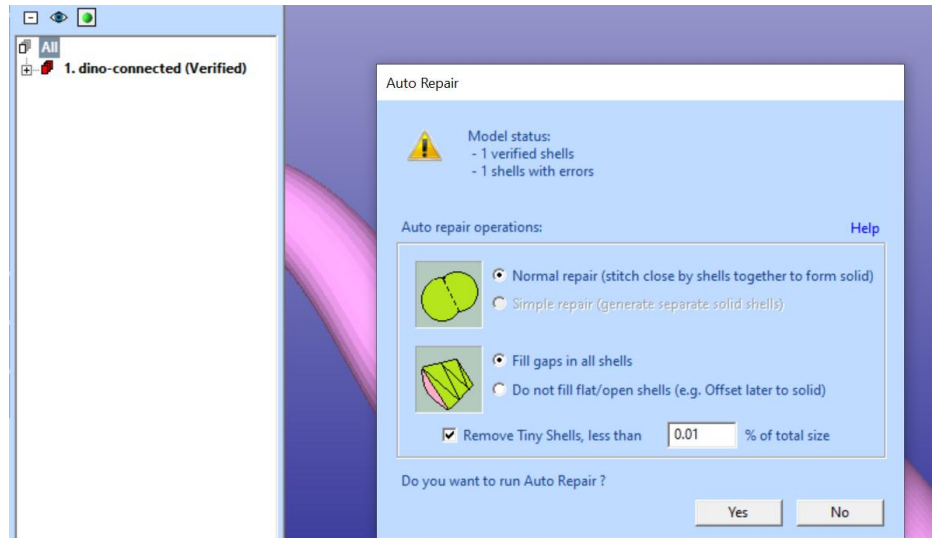 All
1. dino-connected (Verified)
Auto Repair
Model status:
- 1 verified shells
- 1 shells with errors
Auto repair operations:
Help
Normal repair (stitch close by shells together to form solid)
Simple repair (generate separate solid shells)
Fill gaps in all shells
Do not fill flat/open shells (e.g. Offset later to solid)
Remove Tiny Shells, less than 0.01 % of total size
Do you want to run Auto Repair ?
Yes No